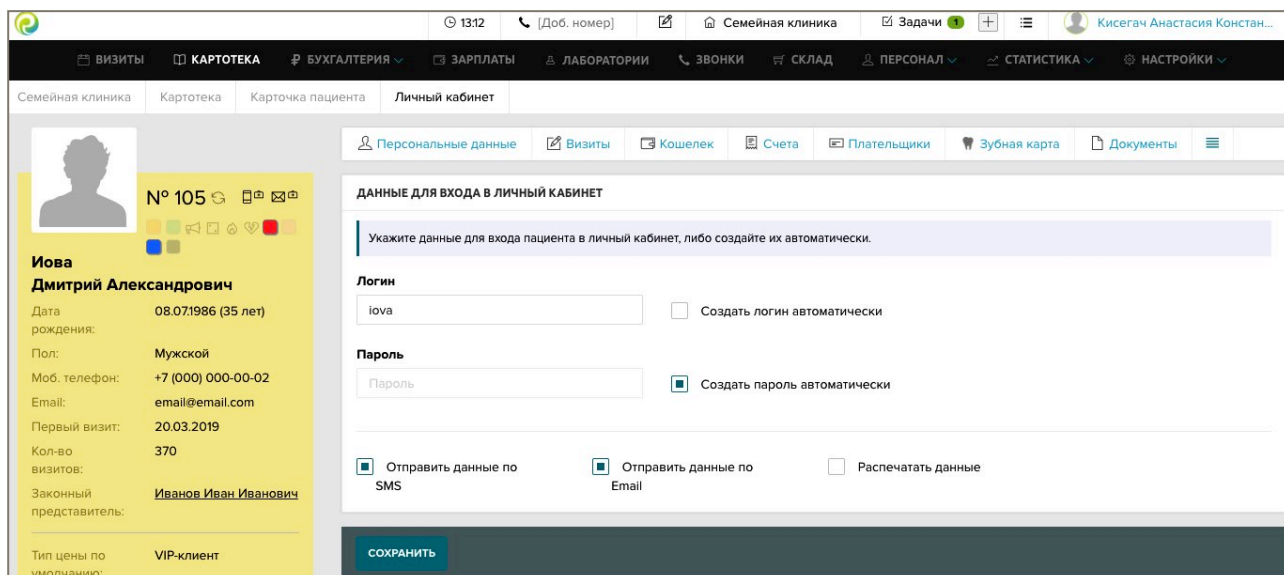 13:12 [Доб. номер] Семейная клиника Задачи 1 Кисегач Анастасия Констан...
ВИЗИТЫ КАРТОТЕКА БУХГАЛТЕРИЯ ЗАРПЛАТЫ ЛАБОРАТОРИИ ЗВОНКИ СКЛАД ПЕРСОНАЛ СТАТИСТИКА НАСТРОЙКИ
Семейная клиника Картотека Карточка пациента Личный кабинет
Персональные данные Визиты Кошелек Счета Плательщики Зубная карта Документы
№ 105
Иова
Дмитрий Александрович
Дата рождения: 08.07.1986 (35 лет)
Пол: Мужской
Моб. телефон: +7 (000) 000-00-02
Email: email@email.com
Первый визит: 20.03.2019
Кол-во визитов: 370
Законный представитель: Иванов Иван Иванович
Тип цены по умолчанию: VIP-клиент
ДАННЫЕ ДЛЯ ВХОДА В ЛИЧНЫЙ КАБИНЕТ
Укажите данные для входа пациента в личный кабинет, либо создайте их автоматически.
Логин
iova Создать логин автоматически
Пароль
Пароль Создать пароль автоматически
Отправить данные по SMS Отправить данные по Email Распечатать данные
СОХРАНИТЬ